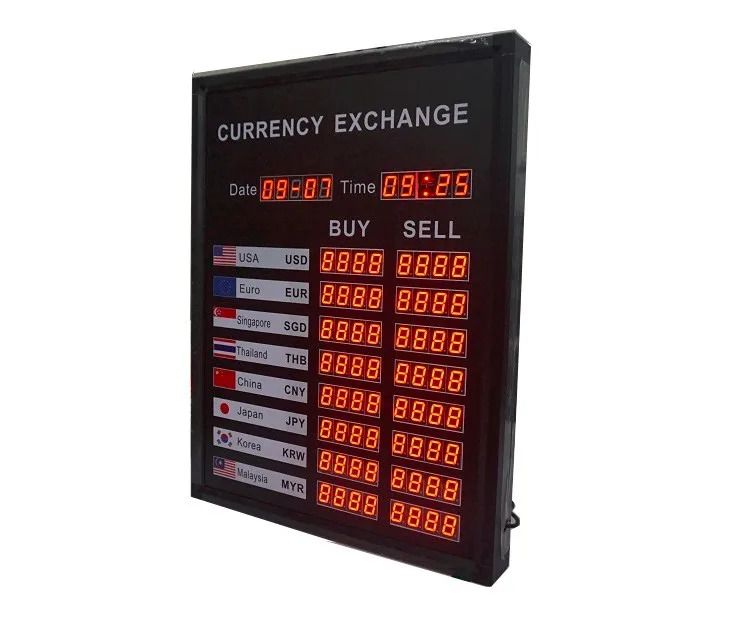 CURRENCY EXCHANGE
Date 09-07 Time 09:25
BUY SELL
USA USD 8888 8888
Euro EUR 8888 8888
Singapore SGD 8888 8888
Thailand THB 8888 8888
China CNY 8888 8888
Japan JPY 8888 8888
Korea KRW 8888 8888
Malaysia MYR 8888 8888